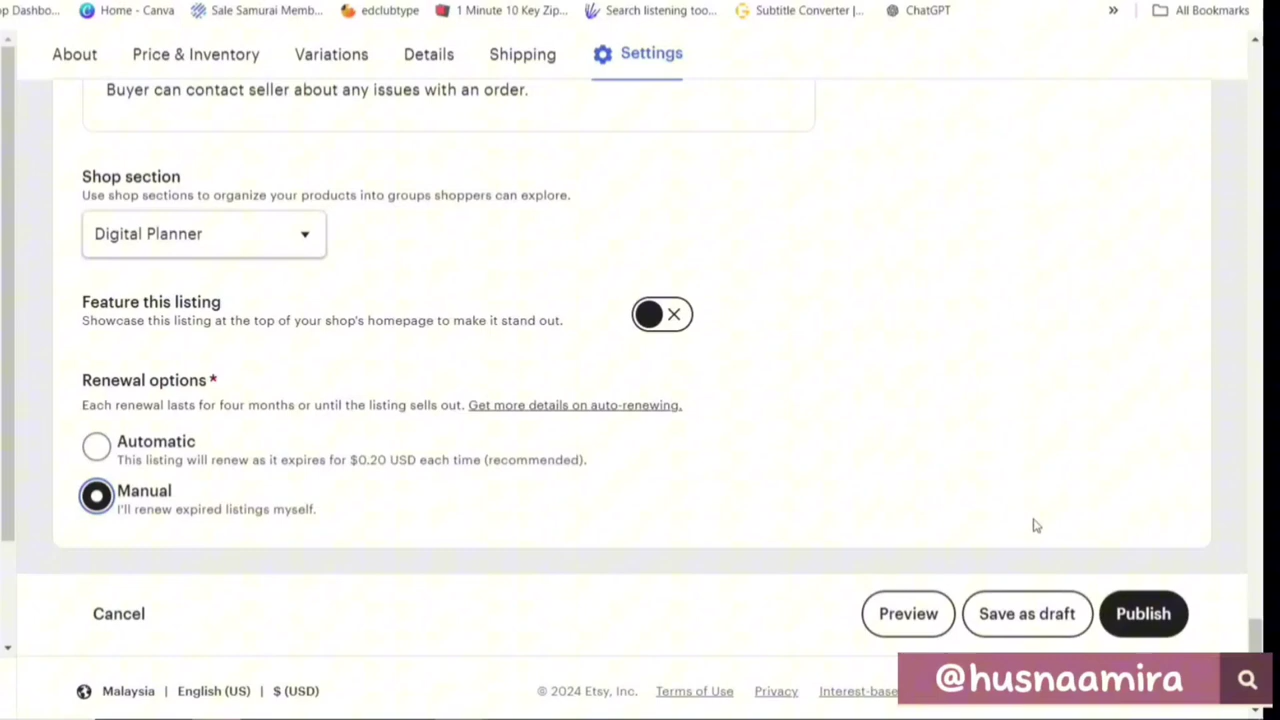 p Dashbo... Home - Canva Sale Samurai Memb... edclubtype 1 Minute 10 Key Zip... Search listening too... Subtitle Converter |... ChatGPT » All Bookmarks
About Price & Inventory Variations Details Shipping Settings
Buyer can contact seller about any issues with an order.
Shop section
Use shop sections to organize your products into groups shoppers can explore.
Digital Planner
Feature this listing
Showcase this listing at the top of your shop's homepage to make it stand out.
Renewal options *
Each renewal lasts for four months or until the listing sells out. Get more details on auto-renewing.
Automatic
This listing will renew as it expires for $0.20 USD each time (recommended).
Manual
I'll renew expired listings myself.
Cancel Preview Save as draft Publish
Malaysia | English (US) | $ (USD) © 2024 Etsy, Inc. Terms of Use Privacy Interest-base
@husnaamira